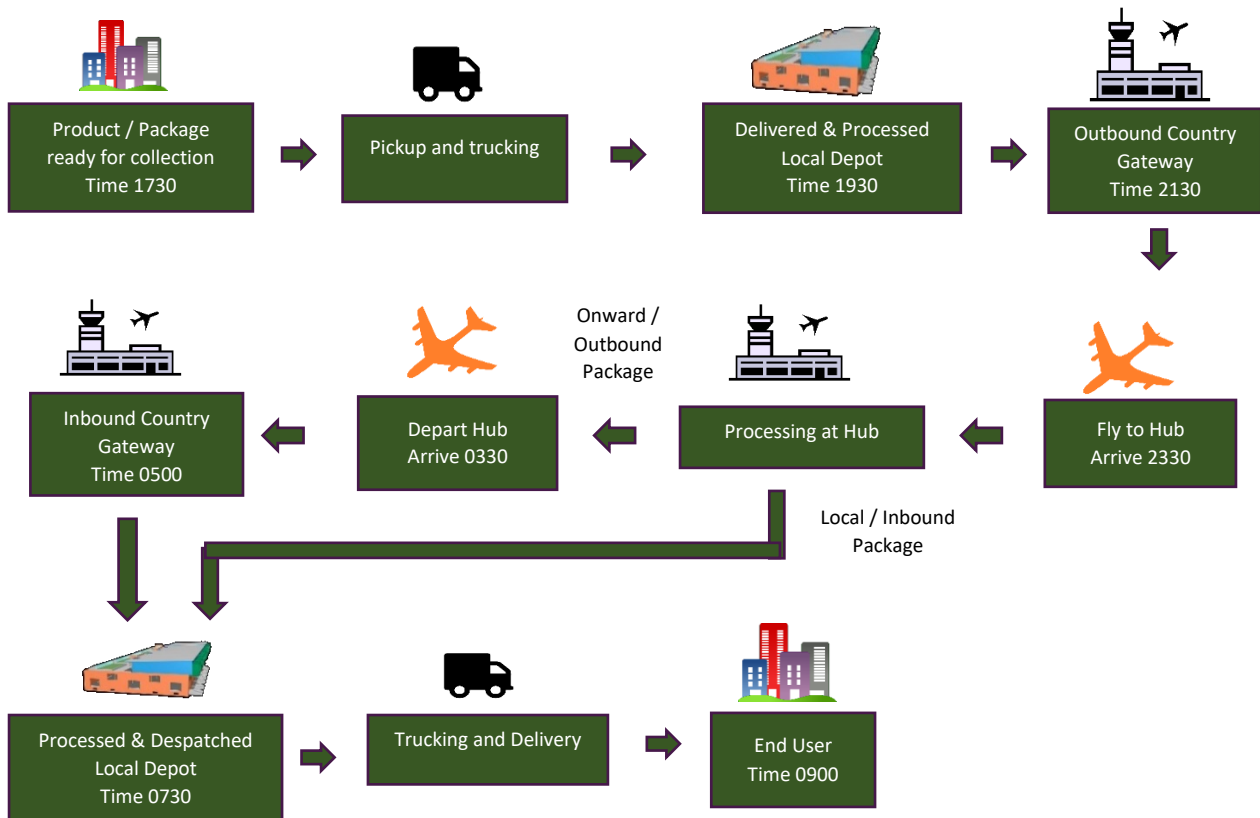 Product / Package
ready for collection
Time 1730
Pickup and trucking
Delivered & Processed
Local Depot
Time 1930
Outbound Country
Gateway
Time 2130
Fly to Hub
Arrive 2330
Processing at Hub
Onward /
Outbound
Package
Depart Hub
Arrive 0330
Inbound Country
Gateway
Time 0500
Local / Inbound
Package
Processed & Despatched
Local Depot
Time 0730
Trucking and Delivery
End User
Time 0900